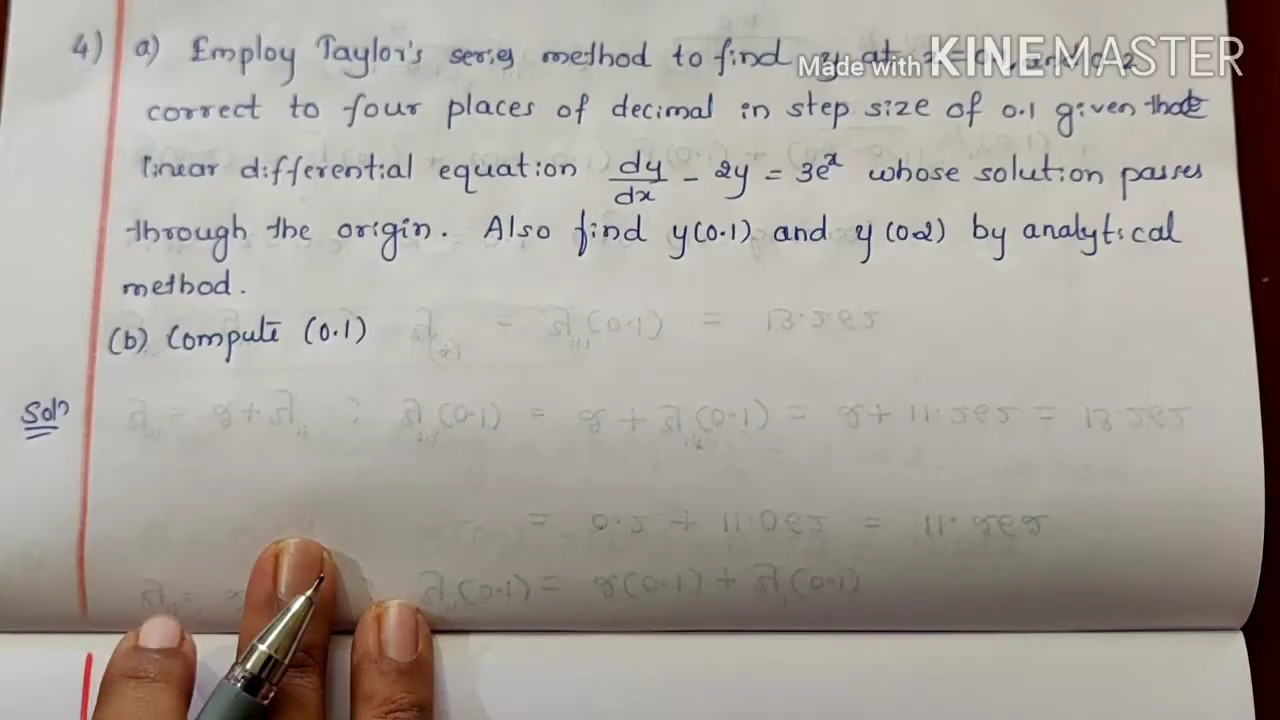 4) a) Employ Taylor's series method to find y at
Made with KINEMASTER
correct to four places of decimal in step size of 0.1 given that
linear differential equation dy/dx - 2y = 3e^x whose solution passes
through the origin. Also find y(0.1) and y(0.2) by analytical
method.
(b) Compute (0.1)
Soln